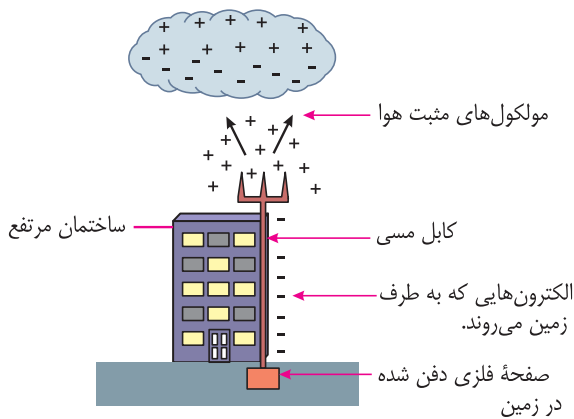 مولکول‌های مثبت هوا
ساختمان مرتفع
کابل مسی
الکترون‌هایی که به طرف
زمین می‌روند.
صفحهٔ فلزی دفن شده
در زمین